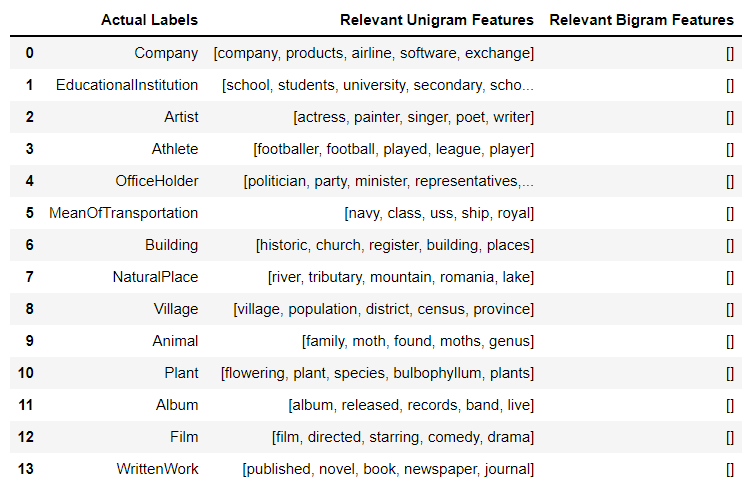 Actual Labels Relevant Unigram Features Relevant Bigram Features
0 Company [company, products, airline, software, exchange] []
1 EducationalInstitution [school, students, university, secondary, scho... []
2 Artist [actress, painter, singer, poet, writer] []
3 Athlete [footballer, football, played, league, player] []
4 OfficeHolder [politician, party, minister, representatives,... []
5 MeanOfTransportation [navy, class, uss, ship, royal] []
6 Building [historic, church, register, building, places] []
7 NaturalPlace [river, tributary, mountain, romania, lake] []
8 Village [village, population, district, census, province] []
9 Animal [family, moth, found, moths, genus] []
10 Plant [flowering, plant, species, bulbophyllum, plants] []
11 Album [album, released, records, band, live] []
12 Film [film, directed, starring, comedy, drama] []
13 WrittenWork [published, novel, book, newspaper, journal] []